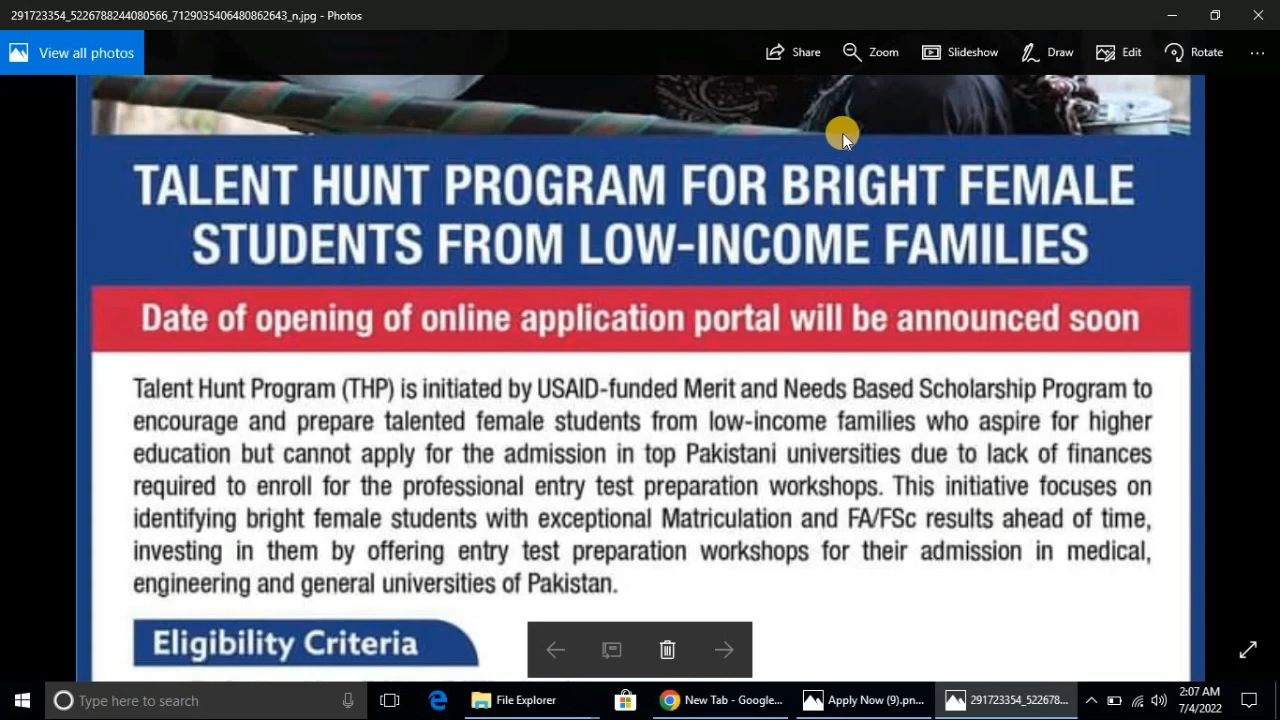 291723354_5226788244080566_7129035406480862643_n.jpg - Photos
View all photos
Share
Zoom
Slideshow
Draw
Edit
Rotate
TALENT HUNT PROGRAM FOR BRIGHT FEMALE
STUDENTS FROM LOW-INCOME FAMILIES
Date of opening of online application portal will be announced soon
Talent Hunt Program (THP) is initiated by USAID-funded Merit and Needs Based Scholarship Program to
encourage and prepare talented female students from low-income families who aspire for higher
education but cannot apply for the admission in top Pakistani universities due to lack of finances
required to enroll for the professional entry test preparation workshops. This initiative focuses on
identifying bright female students with exceptional Matriculation and FA/FSc results ahead of time,
investing in them by offering entry test preparation workshops for their admission in medical,
engineering and general universities of Pakistan.
Eligibility Criteria
Type here to search
File Explorer
New Tab - Google...
Apply Now (9).pn...
291723354_522678...
2:07 AM
7/4/2022